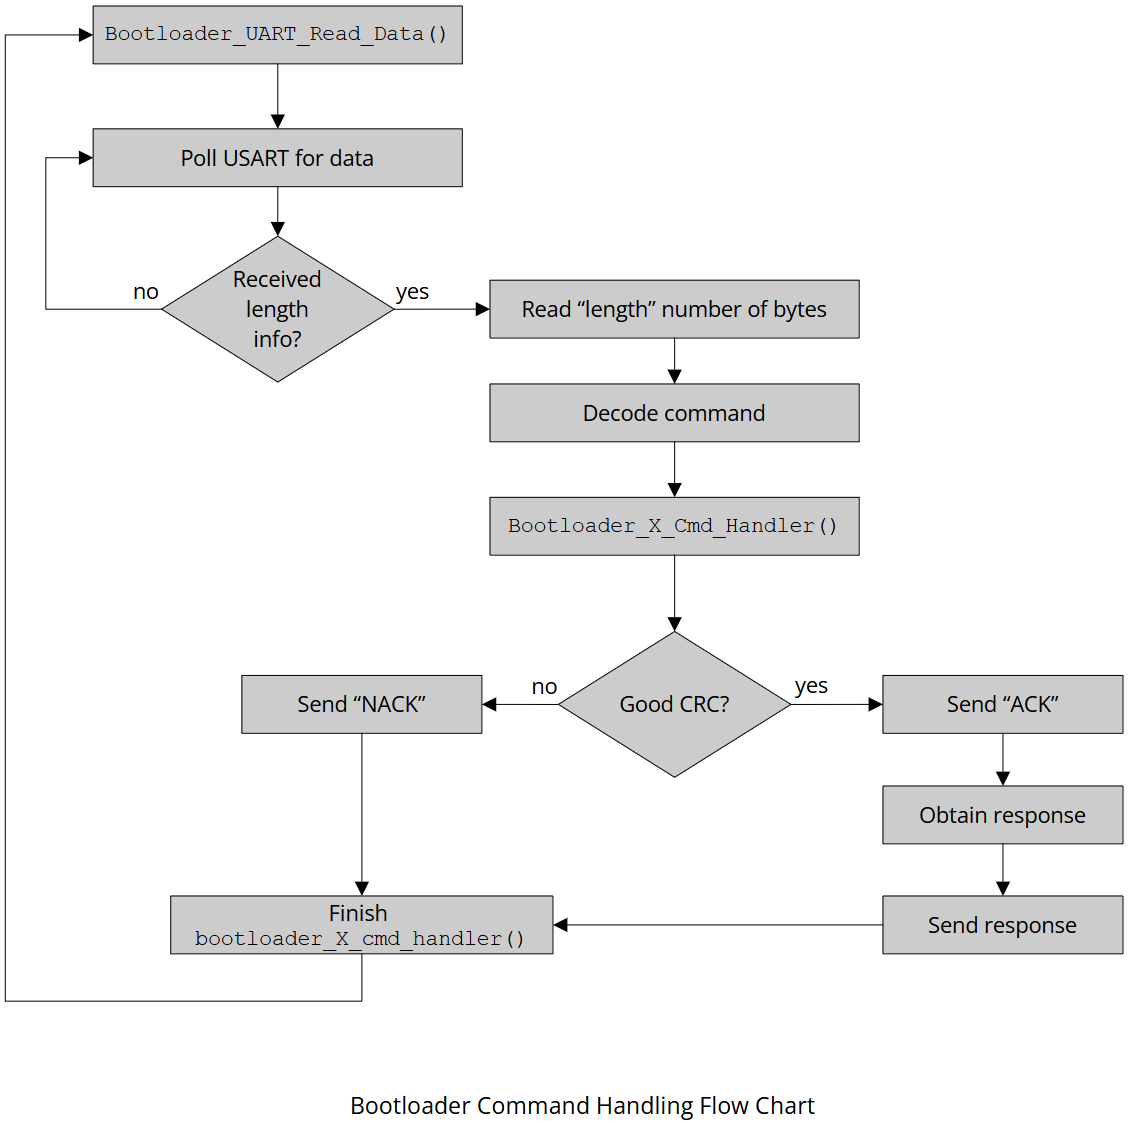 Bootloader_UART_Read_Data()
Poll USART for data
Received
length
info?
no
yes
Read “length” number of bytes
Decode command
Bootloader_X_Cmd_Handler()
Good CRC?
no
yes
Send “NACK”
Send “ACK”
Obtain response
Send response
Finish
bootloader_X_cmd_handler()
Bootloader Command Handling Flow Chart